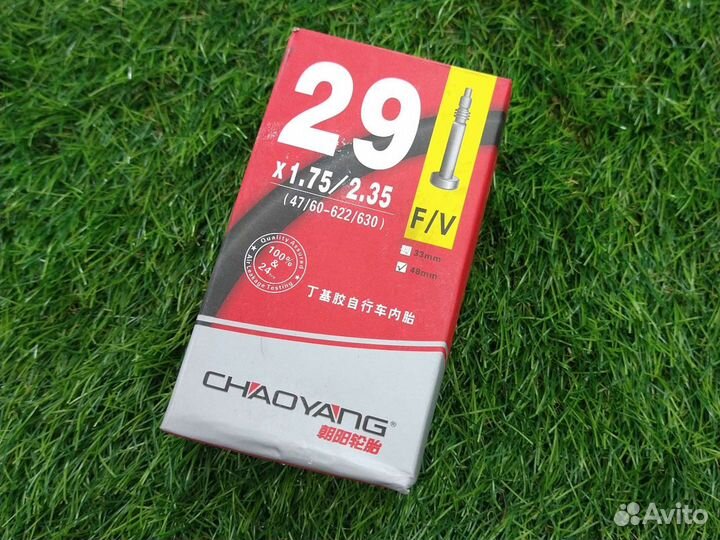 29
x1.75/2.35
(47/60-622/630)
F/V
33mm
48mm
Quality Assured
100%
&
24
Air Leakage Testing
丁基胶自行车内胎
CHAOYANG®
朝阳轮胎
Avito